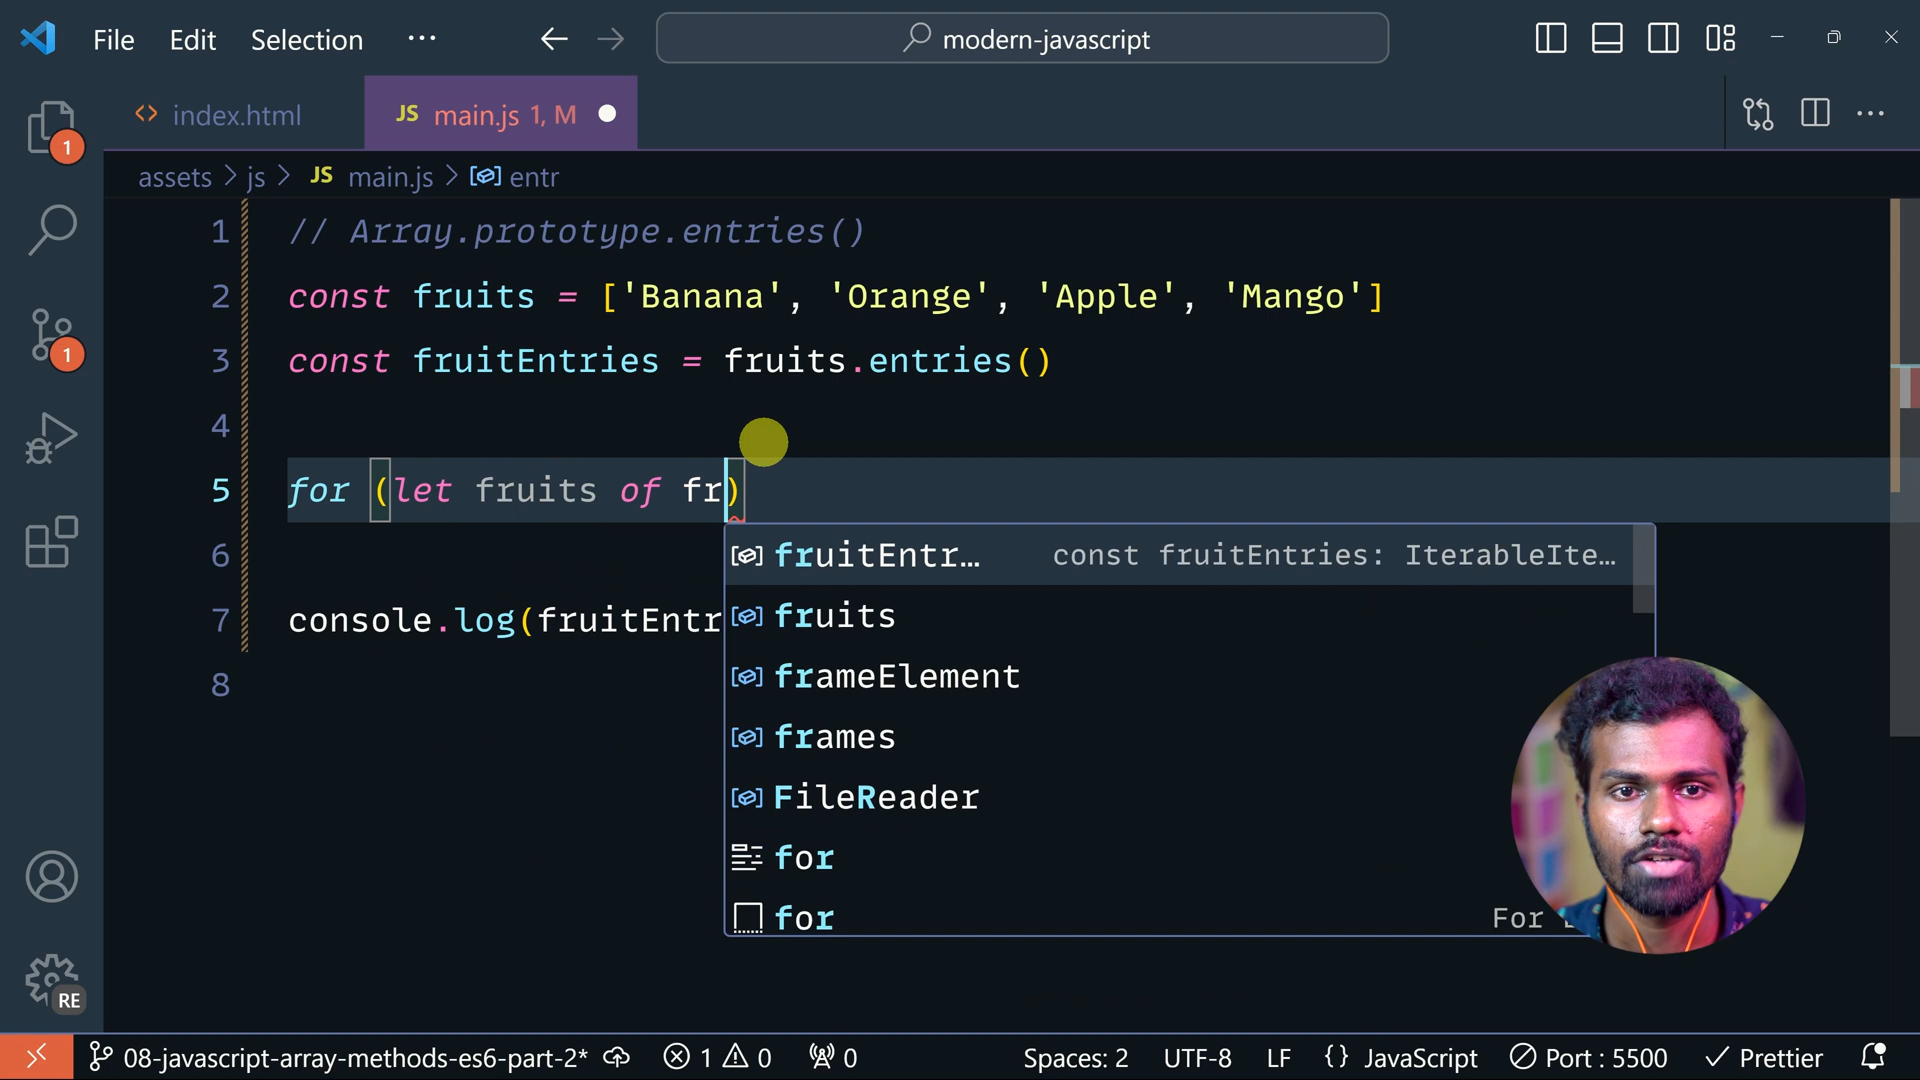 File Edit Selection ··· modern-javascript
index.html JS main.js 1, M
assets > js > JS main.js > entr
1 // Array.prototype.entries()
2 const fruits = ['Banana', 'Orange', 'Apple', 'Mango']
3 const fruitEntries = fruits.entries()
4
5 for (let fruits of fr)
6
7 console.log(fruitEntr
8
fruitEntr… const fruitEntries: IterableIte…
fruits
frameElement
frames
FileReader
for
for For
1
1
RE
08-javascript-array-methods-es6-part-2* 1 0 0 Spaces: 2 UTF-8 LF {} JavaScript Port : 5500 Prettier